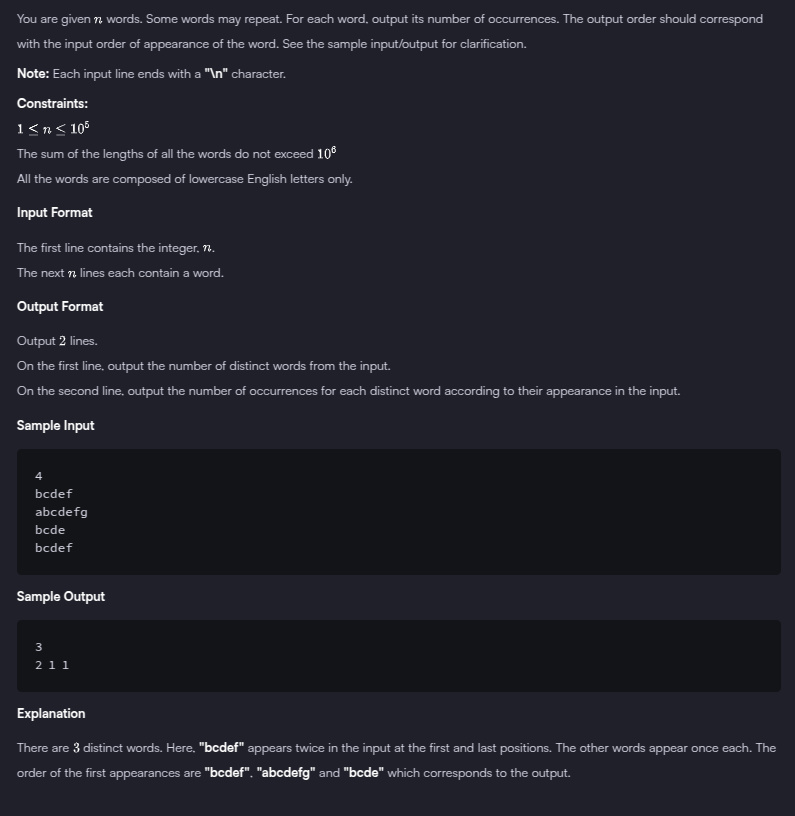 You are given n words. Some words may repeat. For each word, output its number of occurrences. The output order should correspond
with the input order of appearance of the word. See the sample input/output for clarification.
Note: Each input line ends with a "\n" character.
Constraints:
1 ≤ n ≤ 10⁵
The sum of the lengths of all the words do not exceed 10⁶
All the words are composed of lowercase English letters only.
Input Format
The first line contains the integer, n.
The next n lines each contain a word.
Output Format
Output 2 lines.
On the first line, output the number of distinct words from the input.
On the second line, output the number of occurrences for each distinct word according to their appearance in the input.
Sample Input
4
bcdef
abcdefg
bcde
bcdef
Sample Output
3
2 1 1
Explanation
There are 3 distinct words. Here, "bcdef" appears twice in the input at the first and last positions. The other words appear once each. The
order of the first appearances are "bcdef", "abcdefg" and "bcde" which corresponds to the output.